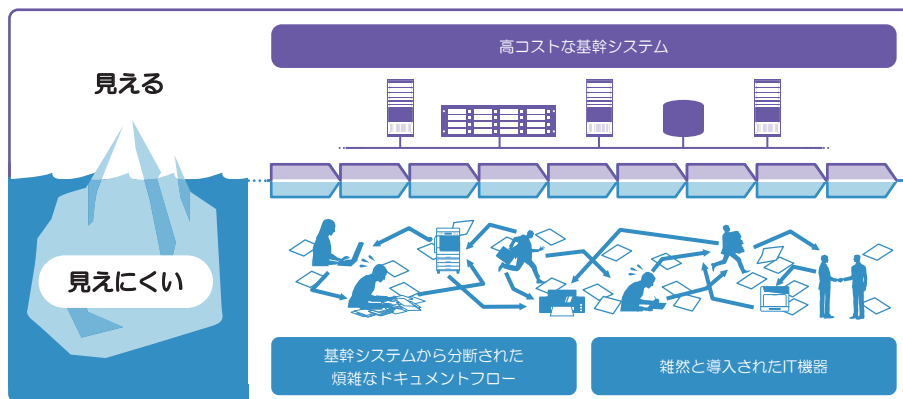 高コストな基幹システム
見える
見えにくい
基幹システムから分断された
煩雑なドキュメントフロー
雑然と導入されたIT機器